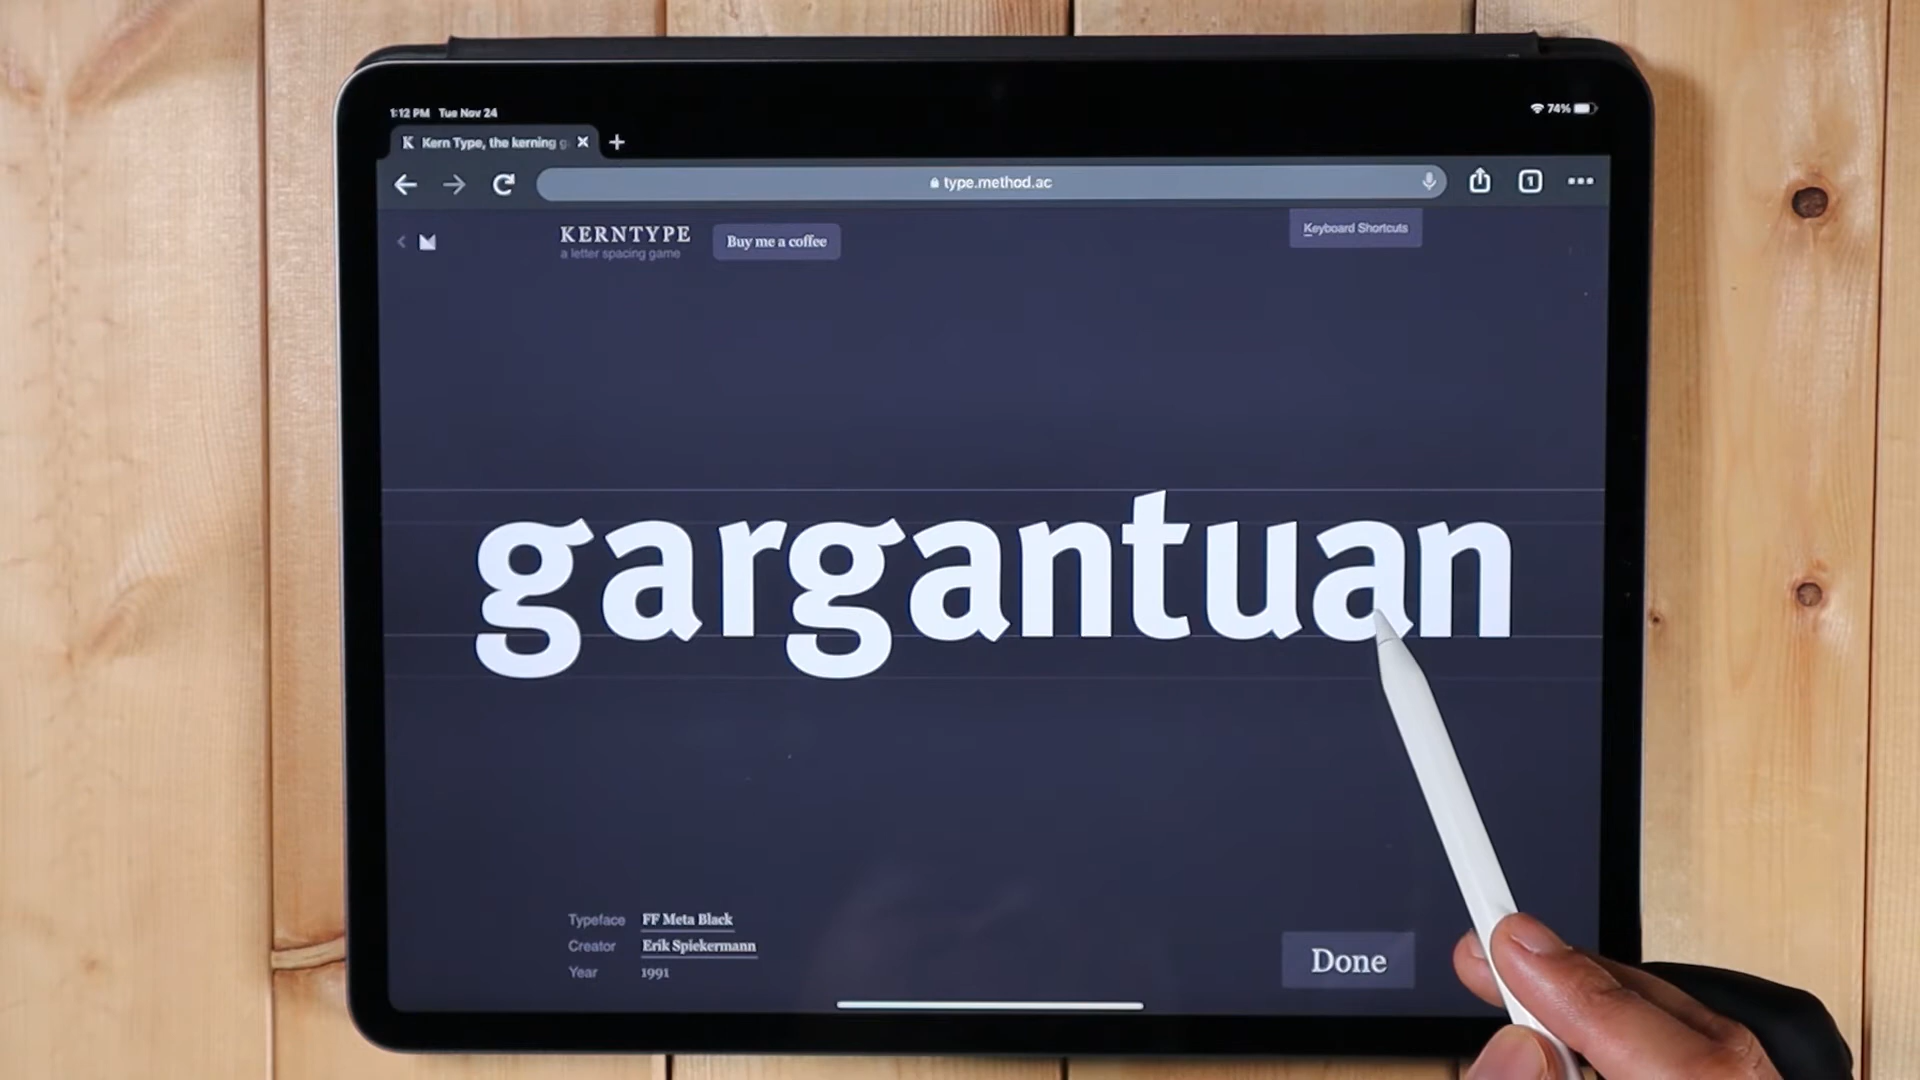 1:12 PM Tue Nov 24
74%
K Kern Type, the kerning g
type.method.ac
1
KERNTYPE
a letter spacing game
Buy me a coffee
Keyboard Shortcuts
gargantuan
Typeface FF Meta Black
Creator Erik Spiekermann
Year 1991
Done